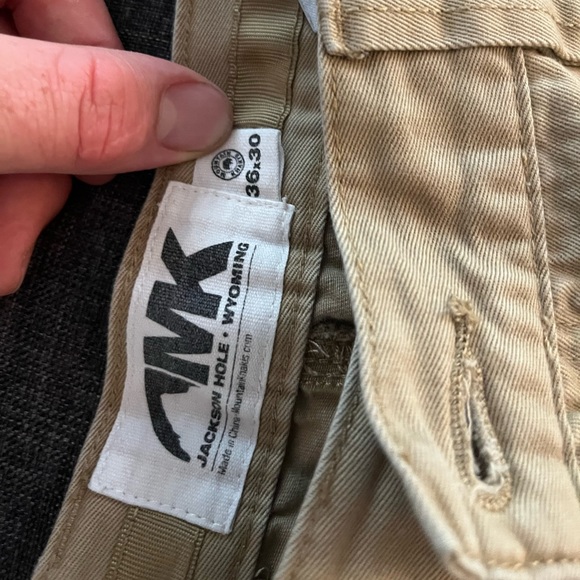 36x30
MK
JACKSON HOLE • WYOMING
Made in China MountainKhakis.com